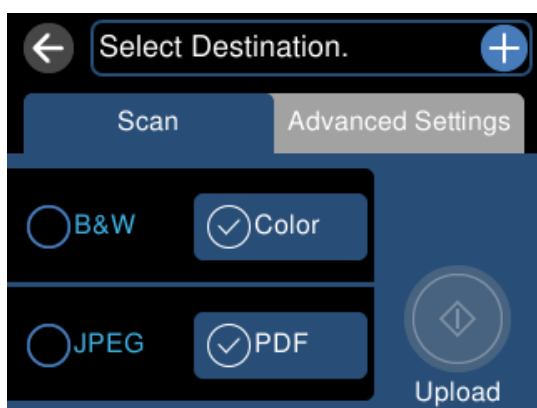 Select Destination.
Scan Advanced Settings
B&W Color
JPEG PDF
Upload